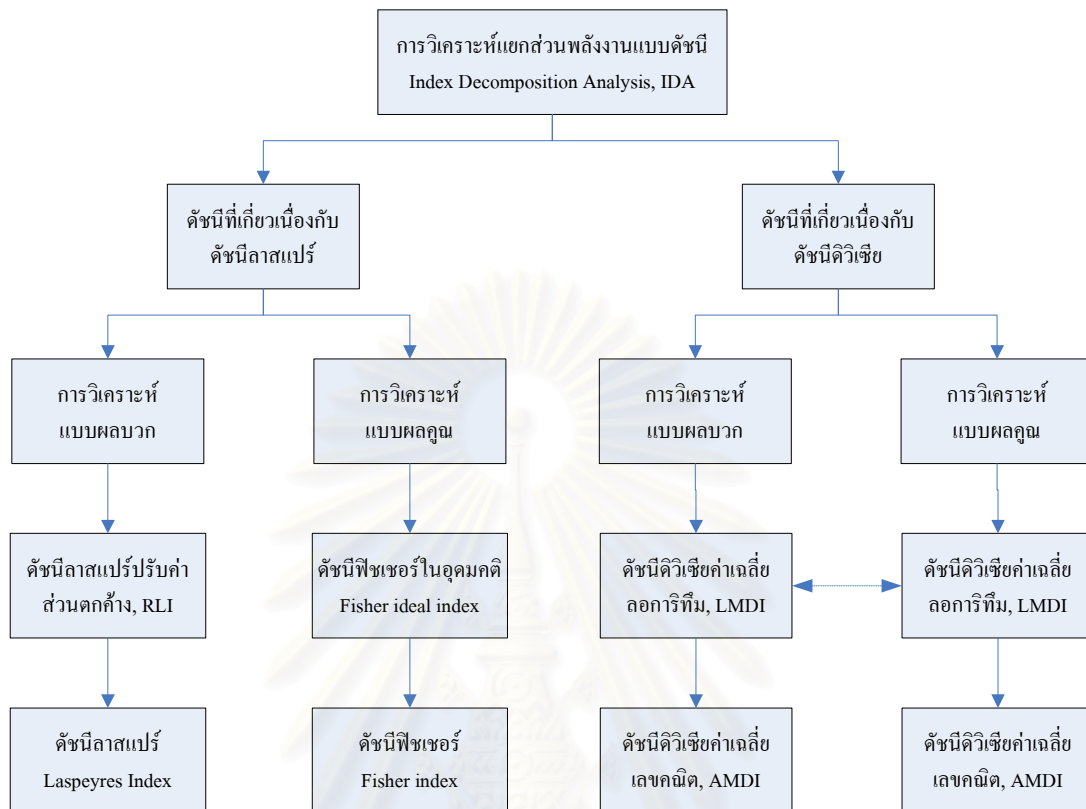 การวิเคราะห์แยกส่วนพลังงานแบบดัชนี
Index Decomposition Analysis, IDA
ดัชนีที่เกี่ยวเนื่องกับ
ดัชนีลาสแปร์
ดัชนีที่เกี่ยวเนื่องกับ
ดัชนีดิวิเซีย
การวิเคราะห์
แบบผลบวก
การวิเคราะห์
แบบผลคูณ
การวิเคราะห์
แบบผลบวก
การวิเคราะห์
แบบผลคูณ
ดัชนีลาสแปร์ปรับค่า
ส่วนตกค้าง, RLI
ดัชนีฟิชเชอร์ในอุดมคติ
Fisher ideal index
ดัชนีดิวิเซียค่าเฉลี่ย
ลอการิทึม, LMDI
ดัชนีดิวิเซียค่าเฉลี่ย
ลอการิทึม, LMDI
ดัชนีลาสแปร์
Laspeyres Index
ดัชนีฟิชเชอร์
Fisher index
ดัชนีดิวิเซียค่าเฉลี่ย
เลขคณิต, AMDI
ดัชนีดิวิเซียค่าเฉลี่ย
เลขคณิต, AMDI